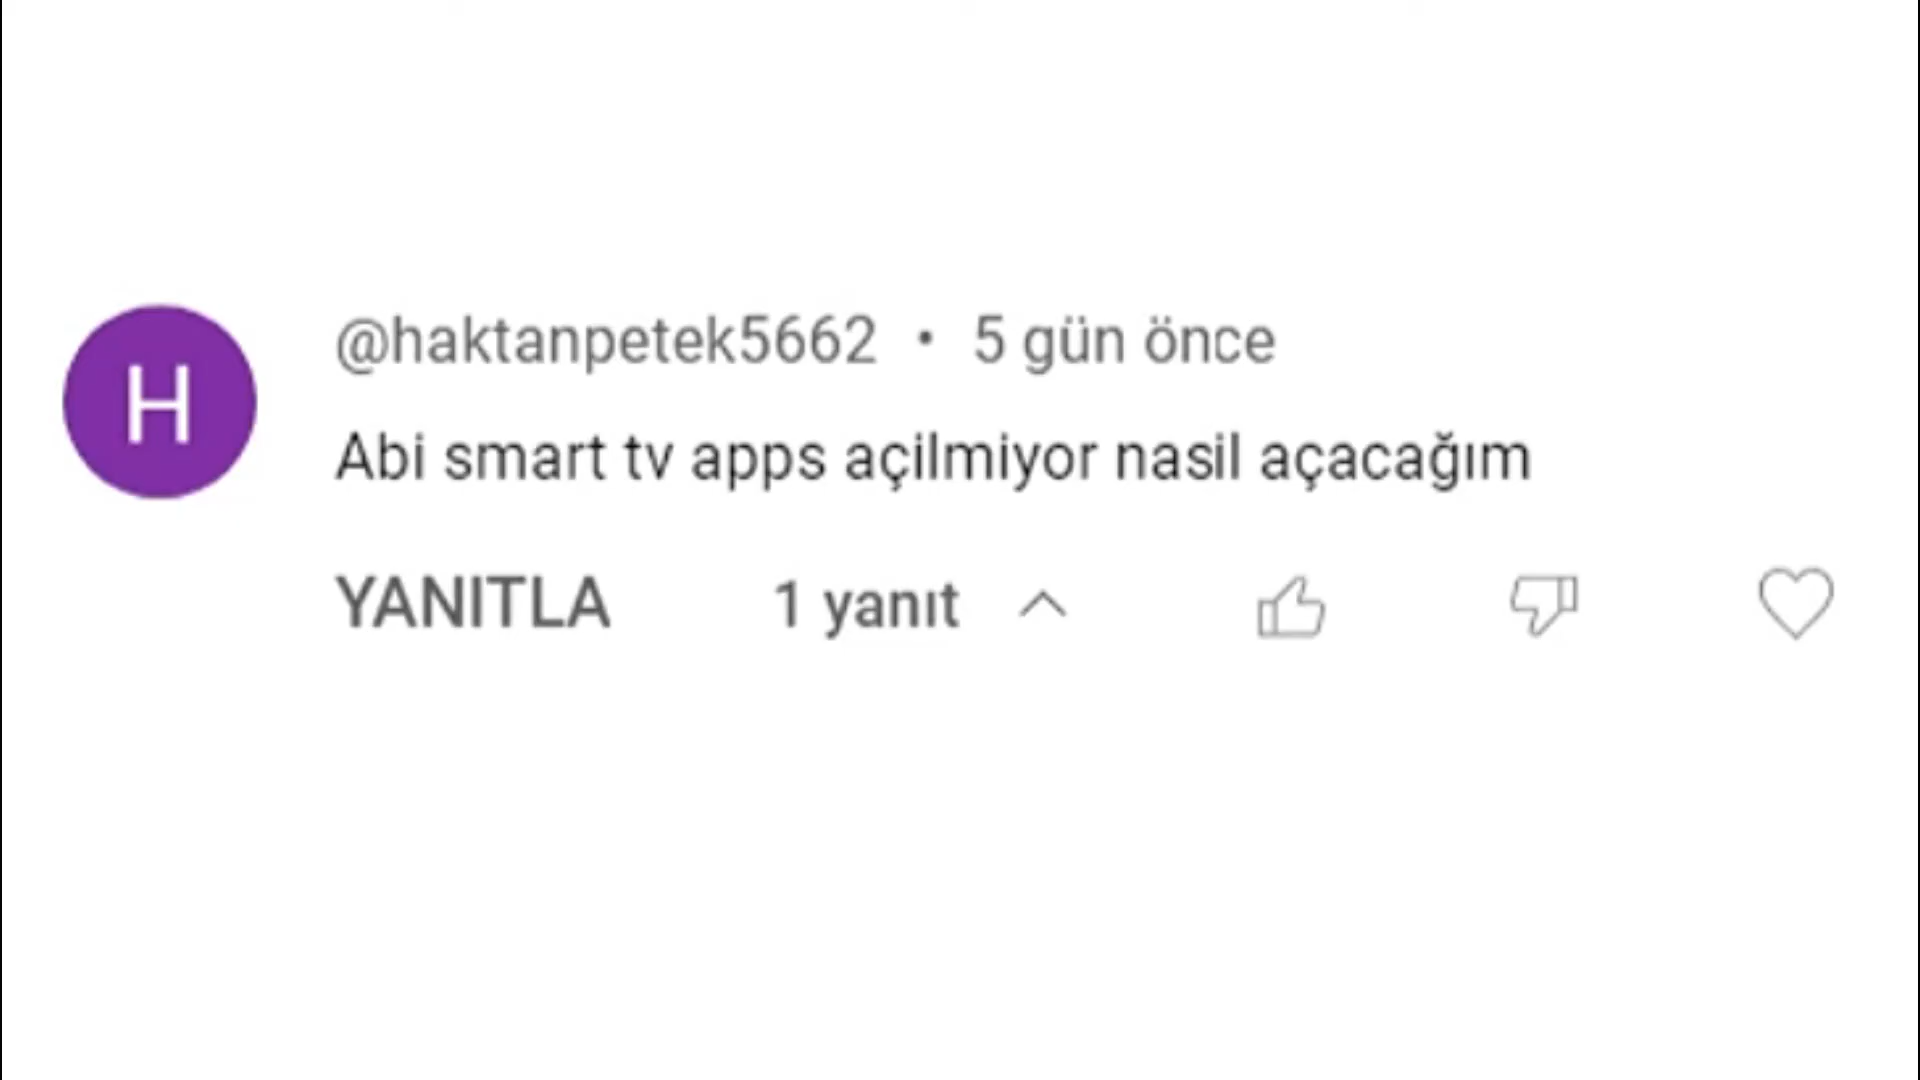 H
@haktanpetek5662 • 5 gün önce
Abi smart tv apps açilmiyor nasil açacağım
YANITLA 1 yanıt